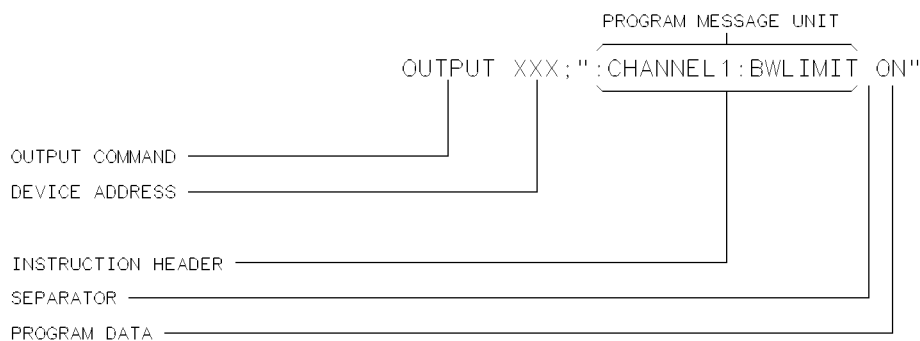 PROGRAM MESSAGE UNIT
OUTPUT XXX;":CHANNEL1:BWLIMIT ON"
OUTPUT COMMAND
DEVICE ADDRESS
INSTRUCTION HEADER
SEPARATOR
PROGRAM DATA